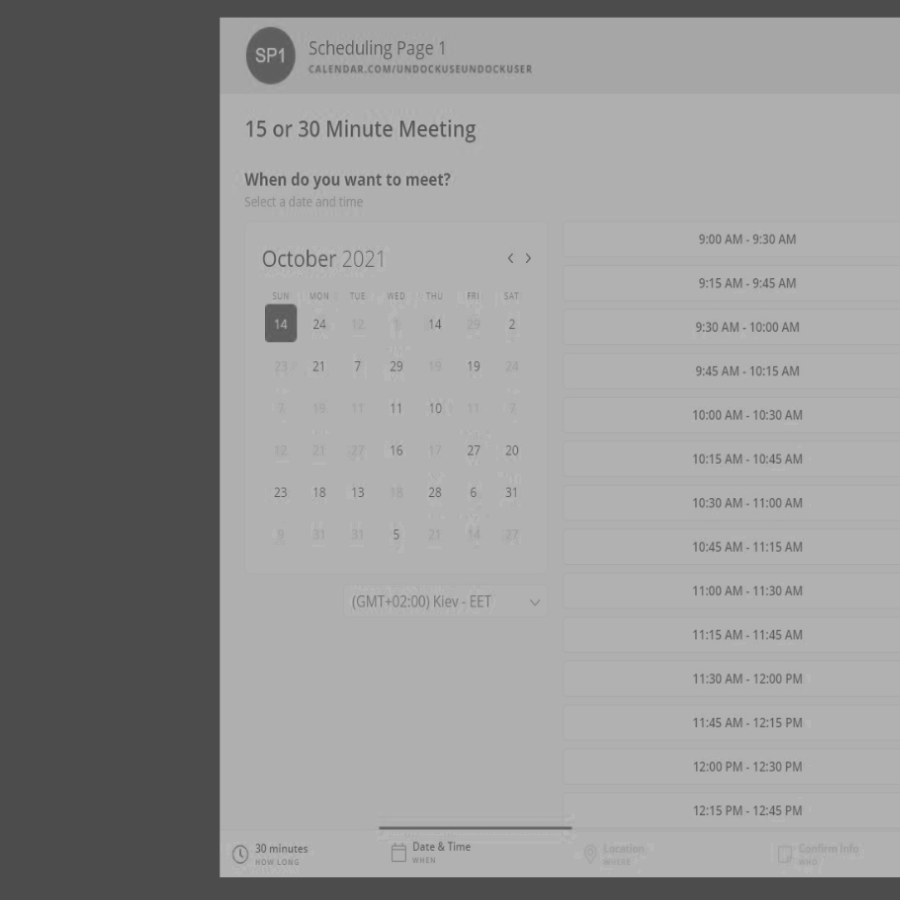 SP1
Scheduling Page 1
CALENDAR.COM/UNDOCKUSEUNDOCKUSER
15 or 30 Minute Meeting
When do you want to meet?
Select a date and time
October 2021
SUN MON TUE WED THU FRI SAT
14 24 12 14 29 2
23 21 7 29 19 19 24
7 19 11 11 10 11 7
12 21 27 16 17 27 20
23 18 13 18 28 6 31
9 31 31 5 21 14 27
(GMT+02:00) Kiev - EET
9:00 AM - 9:30 AM
9:15 AM - 9:45 AM
9:30 AM - 10:00 AM
9:45 AM - 10:15 AM
10:00 AM - 10:30 AM
10:15 AM - 10:45 AM
10:30 AM - 11:00 AM
10:45 AM - 11:15 AM
11:00 AM - 11:30 AM
11:15 AM - 11:45 AM
11:30 AM - 12:00 PM
11:45 AM - 12:15 PM
12:00 PM - 12:30 PM
12:15 PM - 12:45 PM
30 minutes
HOW LONG
Date & Time
WHEN
Location
WHERE
Confirm Info
WHO